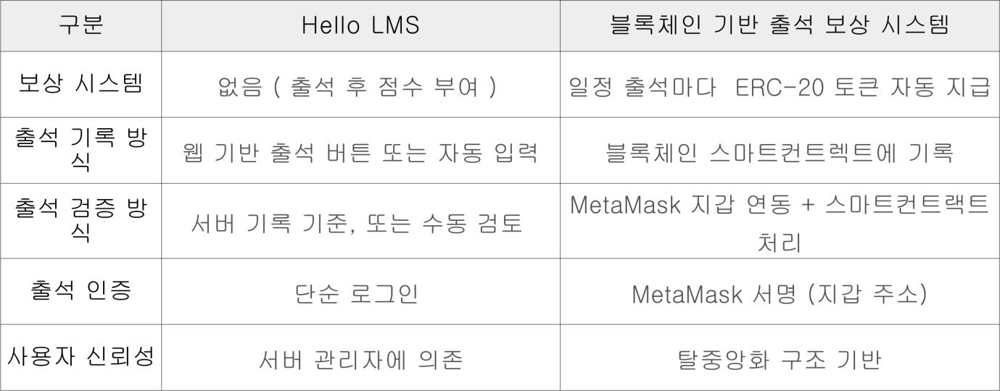 구분
Hello LMS
블록체인 기반 출석 보상 시스템
보상 시스템
없음 ( 출석 후 점수 부여 )
일정 출석마다  ERC-20 토큰 자동 지급
출석 기록 방
식
웹 기반 출석 버튼 또는 자동 입력
블록체인 스마트컨트렉트에 기록
출석 검증 방
식
서버 기록 기준, 또는 수동 검토
MetaMask 지갑 연동 + 스마트컨트랙트
처리
출석 인증
단순 로그인
MetaMask 서명 (지갑 주소)
사용자 신뢰성
서버 관리자에 의존
탈중앙화 구조 기반